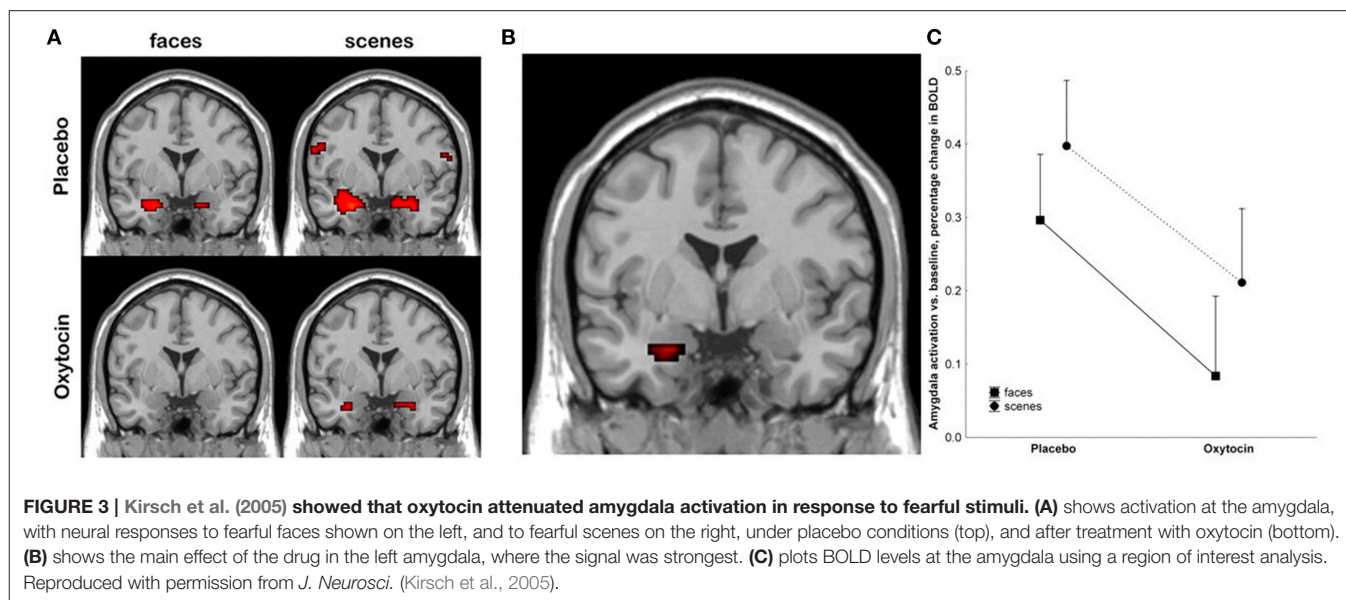 A
faces
scenes
Placebo
Oxytocin
B
C
Amygdala activation vs. baseline, percentage change in BOLD
0.5
0.4
0.3
0.2
0.1
0.0
faces
scenes
Placebo
Oxytocin
FIGURE 3 | Kirsch et al. (2005) showed that oxytocin attenuated amygdala activation in response to fearful stimuli. (A) shows activation at the amygdala,
with neural responses to fearful faces shown on the left, and to fearful scenes on the right, under placebo conditions (top), and after treatment with oxytocin (bottom).
(B) shows the main effect of the drug in the left amygdala, where the signal was strongest. (C) plots BOLD levels at the amygdala using a region of interest analysis.
Reproduced with permission from J. Neurosci. (Kirsch et al., 2005).